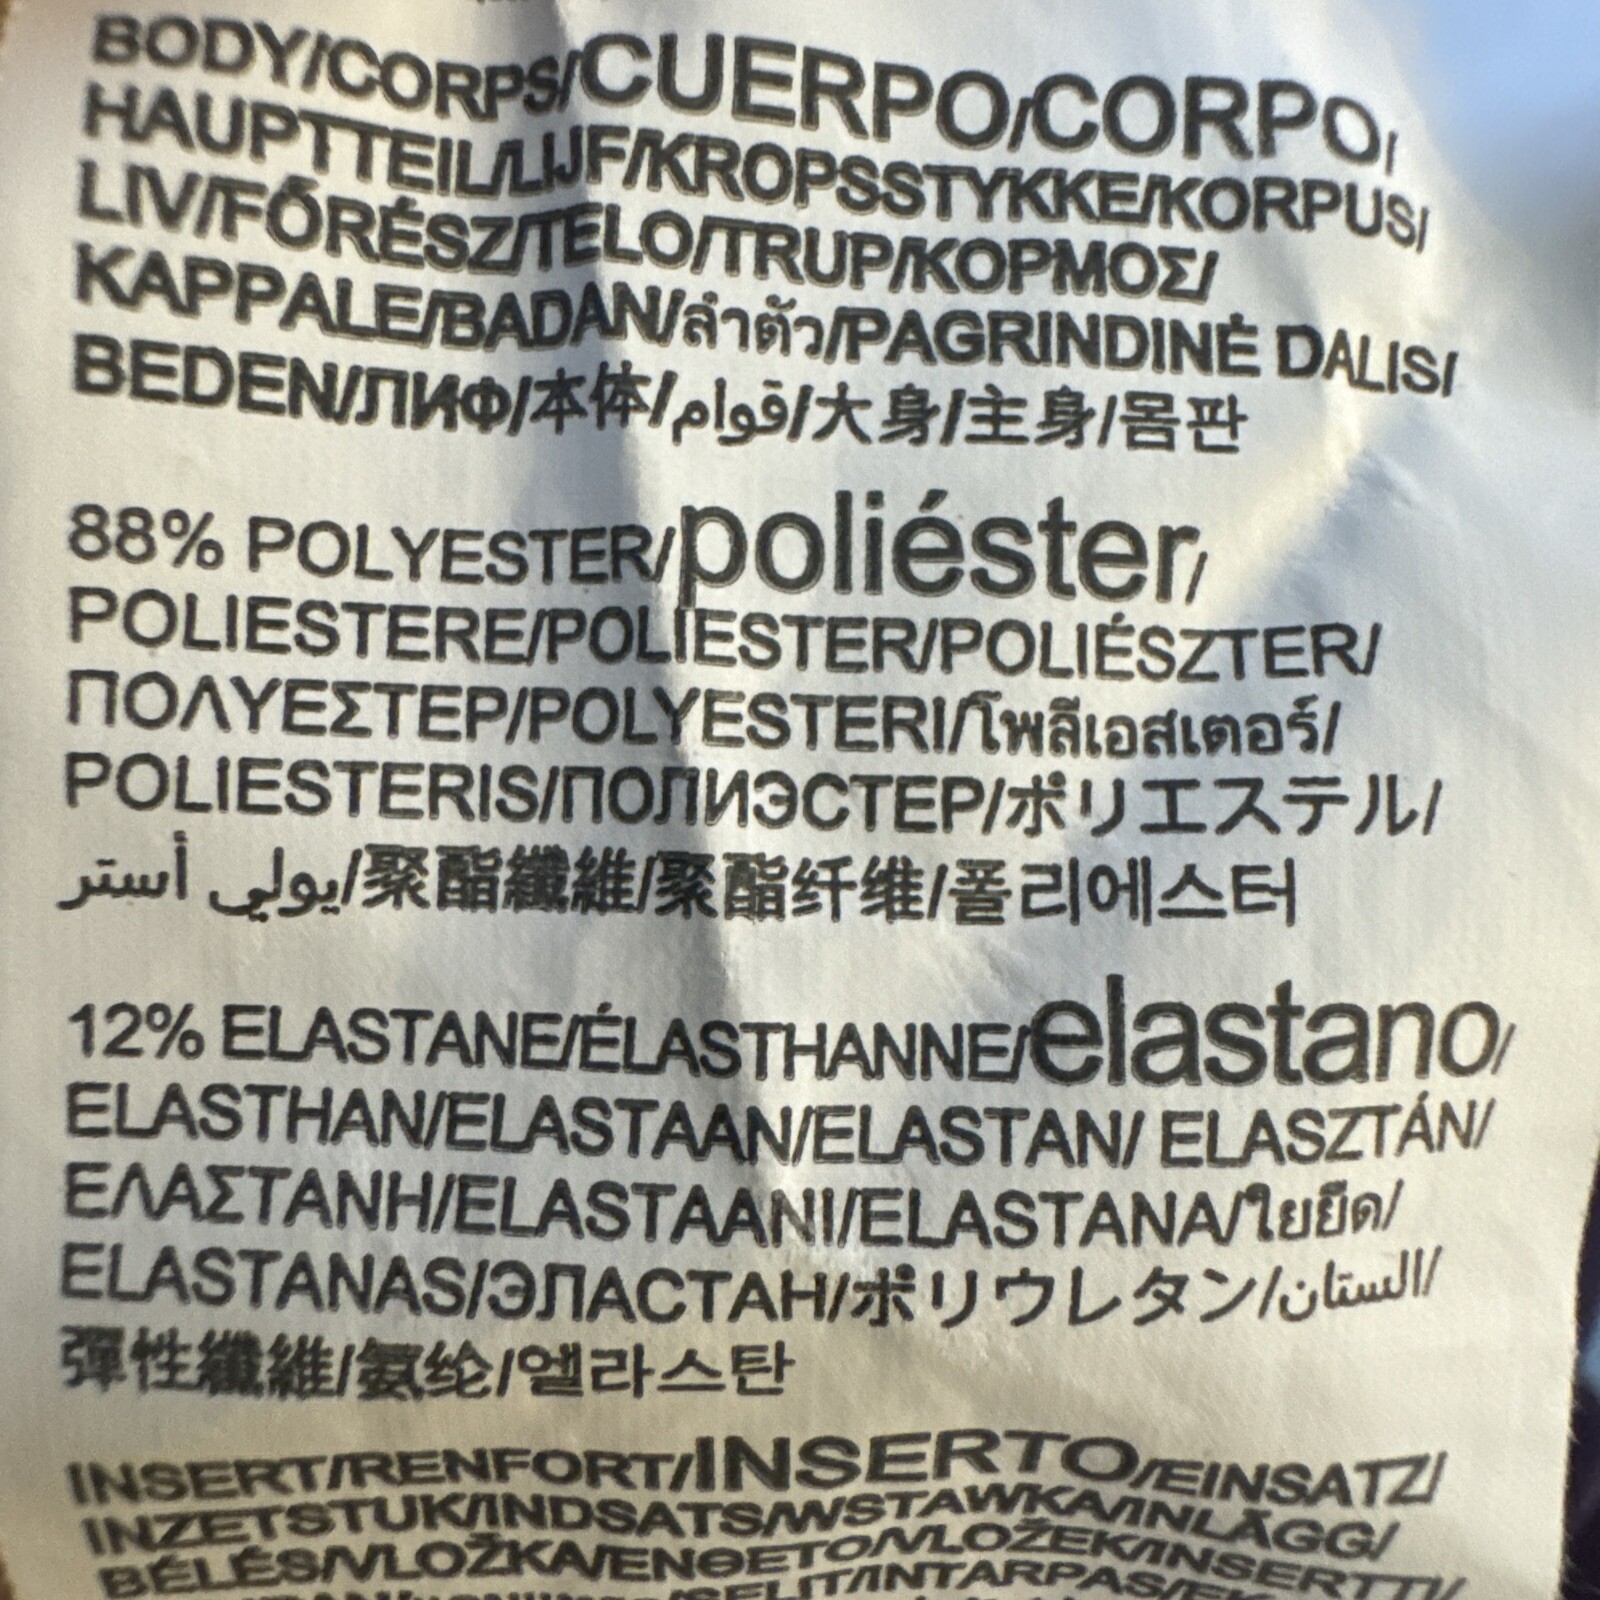 BODY/CORPS/CUERPO/CORPO/
HAUPTTEIL/LIJF/KROPSSTYKKE/KORPUS/
LIV/FŐRÉSZ/TELO/TRUP/ΚΟΡΜΟΣ/
KAPPALE/BADAN/ลำตัว/PAGRINDINĖ DALIS/
BEDEN/ЛИФ/本体/قوام/大身/主身/몸판
88% POLYESTER/poliéster/
POLIESTERE/POLIESTER/POLIÉSZTER/
ΠΟΛΥΕΣΤΕΡ/POLYESTERI/โพลีเอสเตอร์/
POLIESTERIS/ПОЛИЭСТЕР/ポリエステル/
يولي أستر/聚酯纖維/聚酯纤维/폴리에스터
12% ELASTANE/ÉLASTHANNE/elastano/
ELASTHAN/ELASTAAN/ELASTAN/ ELASZTÁN/
ΕΛΑΣΤΑΝΗ/ELASTAANI/ELASTANA/ใยยืด/
ELASTANAS/ЭЛАСТАН/ポリウレタン/الستان/
彈性纖維/氨纶/엘라스탄
INSERT/RENFORT/INSERTO/EINSATZ/
INZETSTUK/INDSATS/WSTAWKA/INLÄGG/
BÉLÉS/VLOŽKA/ΕΝΘΕΤΟ/VLOŽEK/INSERTTI/
SELIT/INTARPAS/